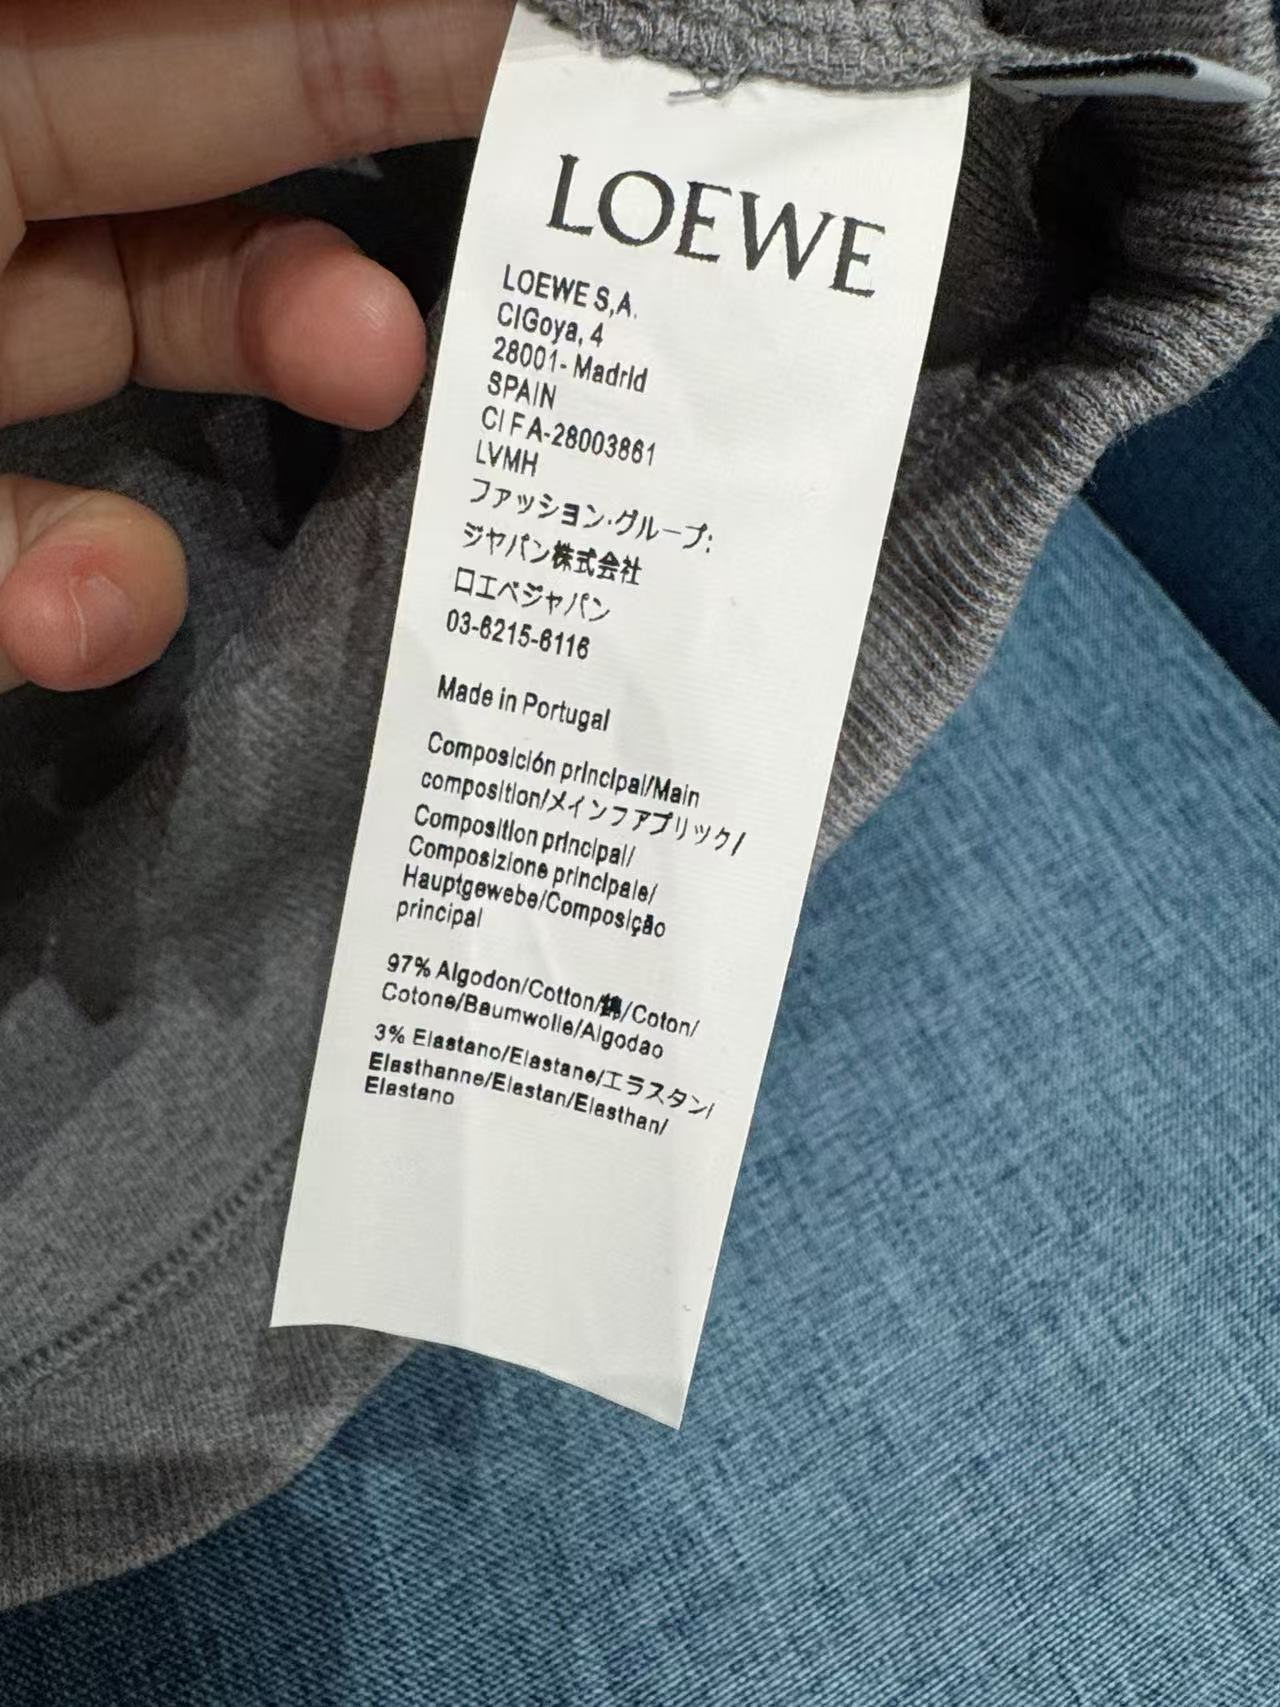 LOEWE
LOEWE S,A.
CIGoya, 4
28001- Madrid
SPAIN
CI F A-28003861
LVMH
ファッション·グループ:
ジヤパン株式会社
口エベジャパン
03-6215-6116
Made in Portugal
Composición principal/Main
composition/メインファブリック/
Composition principal/
Composizione principale/
Hauptgewebe/Composição
principal
97% Algodon/Cotton/綿/Coton/
Cotone/Baumwolle/Algodao
3% Elastano/Elastane/エラスタン/
Elasthanne/Elastan/Elasthan/
Elastano